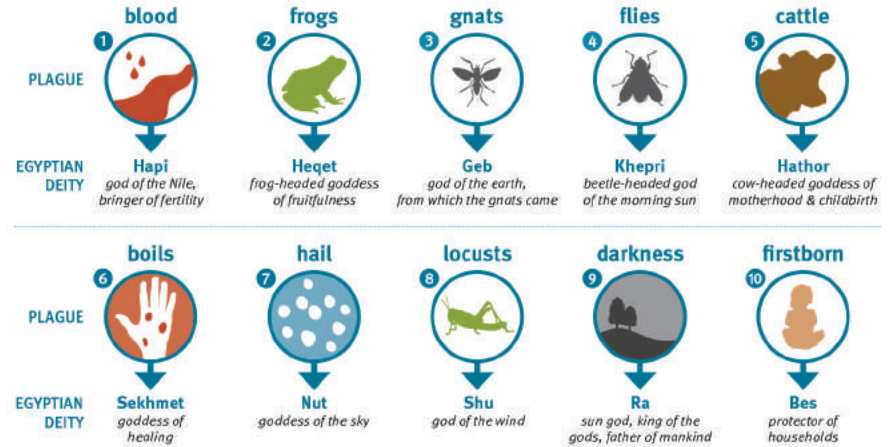 blood frogs gnats flies cattle
1 2 3 4 5
PLAGUE
EGYPTIAN Hapi Heqet Geb Khepri Hathor
DEITY god of the Nile, frog-headed goddess god of the earth, beetle-headed god cow-headed goddess of
bringer of fertility of fruitfulness from which the gnats came of the morning sun motherhood & childbirth
boils hail locusts darkness firstborn
6 7 8 9 10
PLAGUE
EGYPTIAN Sekhmet Nut Shu Ra Bes
DEITY goddess of goddess of the sky god of the wind sun god, king of the protector of
healing gods, father of mankind households